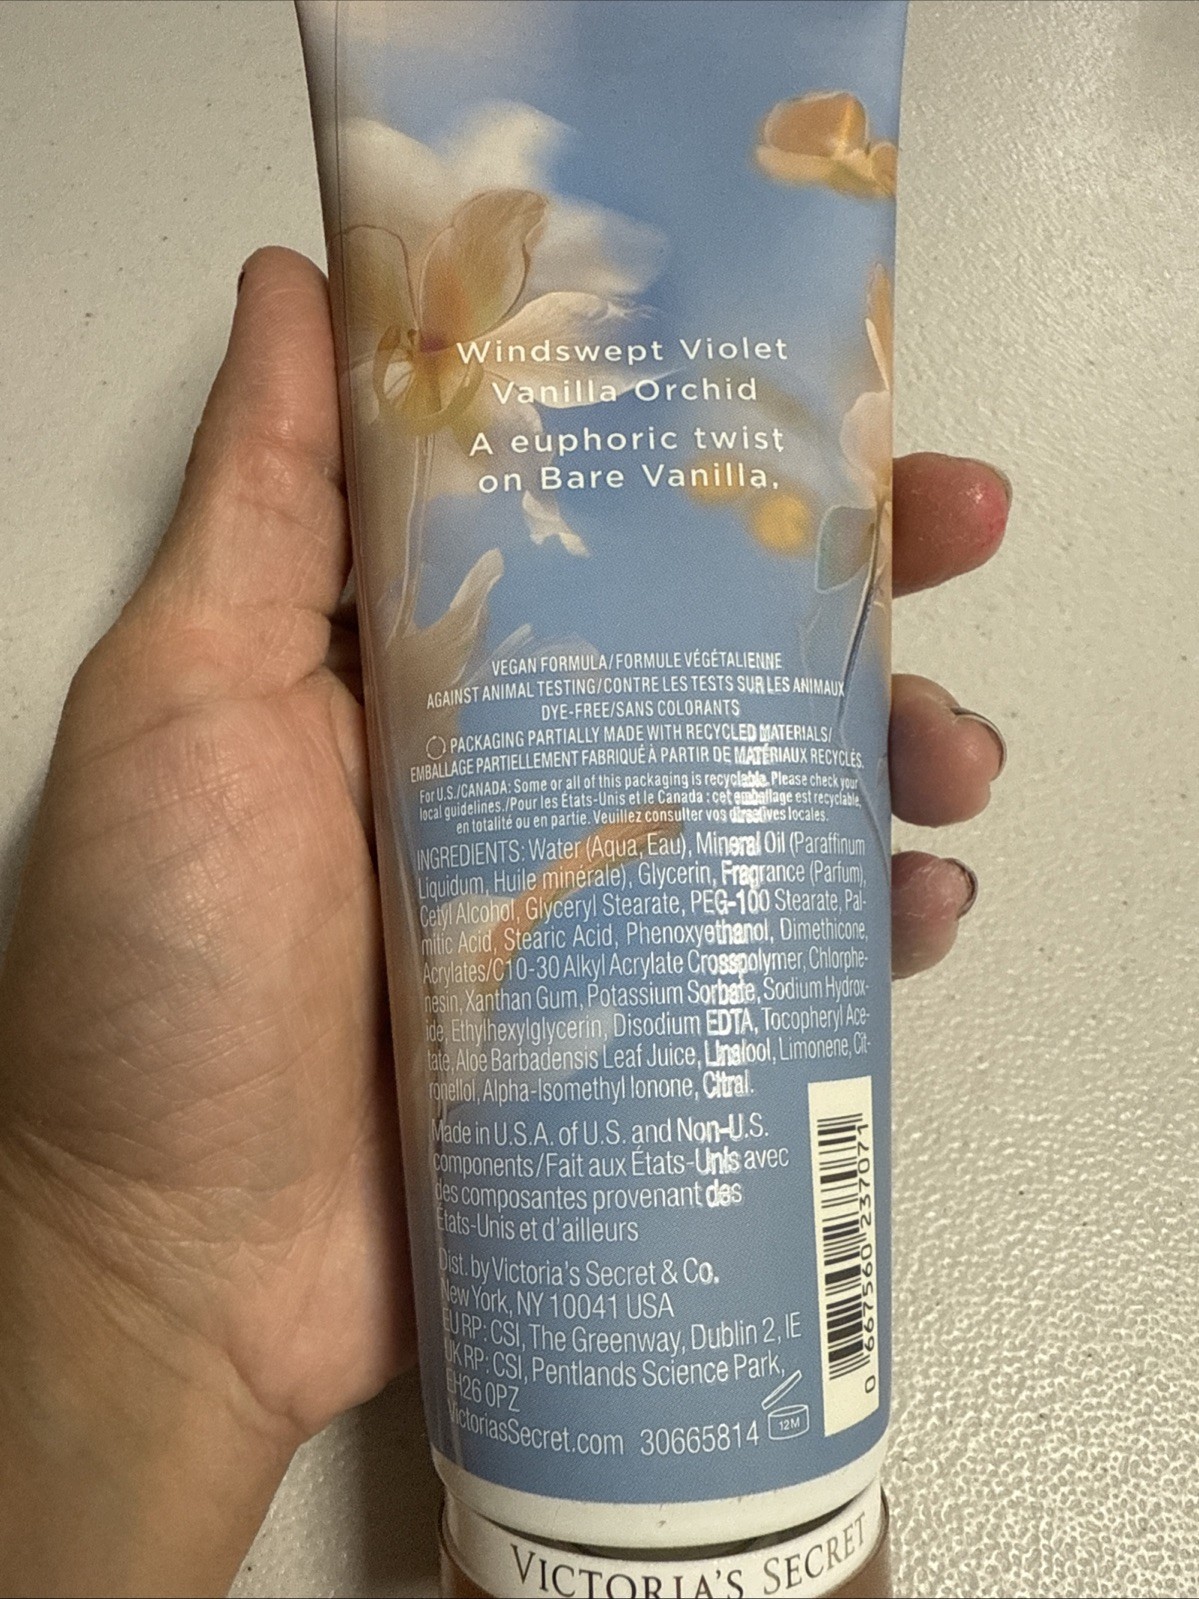 Windswept Violet
Vanilla Orchid
A euphoric twist
on Bare Vanilla.
VEGAN FORMULA/FORMULE VÉGÉTALIENNE
AGAINST ANIMAL TESTING/CONTRE LES TESTS SUR LES ANIMAUX
DYE-FREE/SANS COLORANTS
PACKAGING PARTIALLY MADE WITH RECYCLED MATERIALS/
EMBALLAGE PARTIELLEMENT FABRIQUÉ À PARTIR DE MATÉRIAUX RECYCLÉS.
For U.S./CANADA: Some or all of this packaging is recyclable. Please check your
local guidelines./Pour les États-Unis et le Canada : cet emballage est recyclable,
en totalité ou en partie. Veuillez consulter vos directives locales.
INGREDIENTS: Water (Aqua, Eau), Mineral Oil (Paraffinum
Liquidum, Huile minérale), Glycerin, Fragrance (Parfum),
Cetyl Alcohol, Glyceryl Stearate, PEG-100 Stearate, Pal-
mitic Acid, Stearic Acid, Phenoxyethanol, Dimethicone,
Acrylates/C10-30 Alkyl Acrylate Crosspolymer, Chlorphe-
nesin, Xanthan Gum, Potassium Sorbate, Sodium Hydrox-
ide, Ethylhexylglycerin, Disodium EDTA, Tocopheryl Ace-
tate, Aloe Barbadensis Leaf Juice, Linalool, Limonene, Cit-
ronellol, Alpha-Isomethyl Ionone, Citral.
Made in U.S.A. of U.S. and Non-U.S.
components/Fait aux États-Unis avec
des composantes provenant des
États-Unis et d'ailleurs
Dist. by Victoria's Secret & Co.
New York, NY 10041 USA
EU RP: CSI, The Greenway, Dublin 2, IE
UK RP: CSI, Pentlands Science Park,
EH26 0PZ
VictoriasSecret.com 30665814
12M
0 667560 237071
VICTORIA'S SECRET